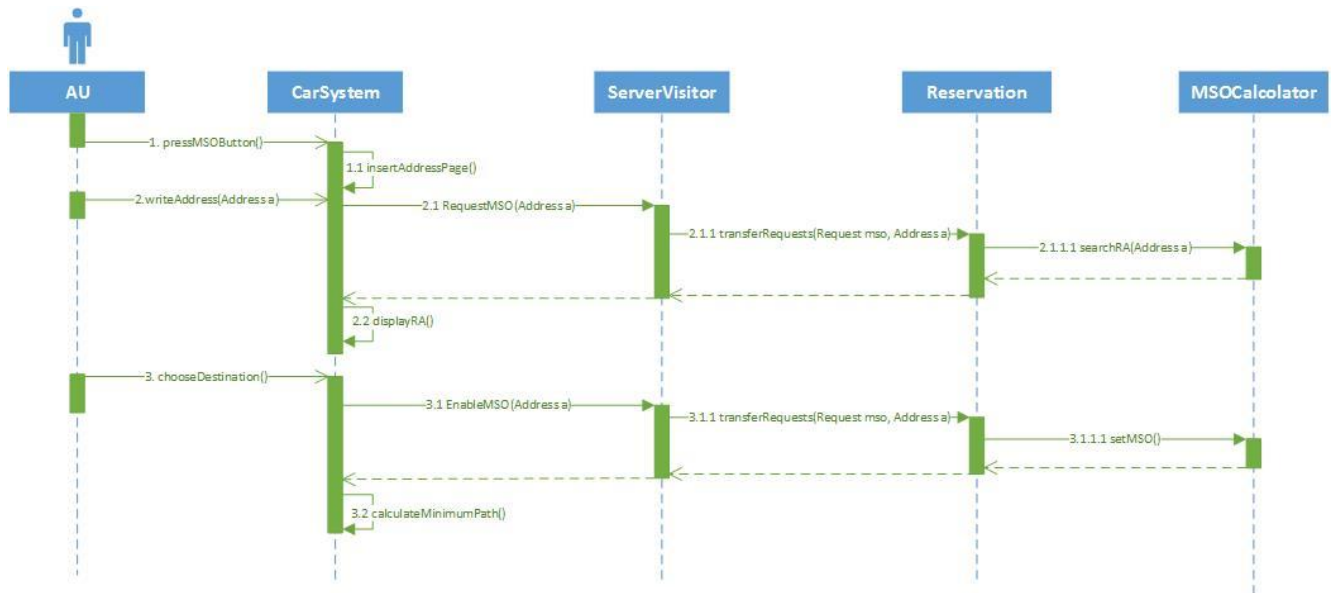 AU
CarSystem
ServerVisitor
Reservation
MSOCalcolator
1. pressMSOButton()
1.1 insertAddressPage()
2.writeAddress(Address a)
2.1 RequestMSO(Address a)
2.1.1 transferRequests(Request mso, Address a)
2.1.1.1 searchRA(Address a)
2.2 displayRA()
3. chooseDestination()
3.1 EnableMSO(Address a)
3.1.1 transferRequests(Request mso, Address a)
3.1.1.1 setMSO()
3.2 calculateMinimumPath()